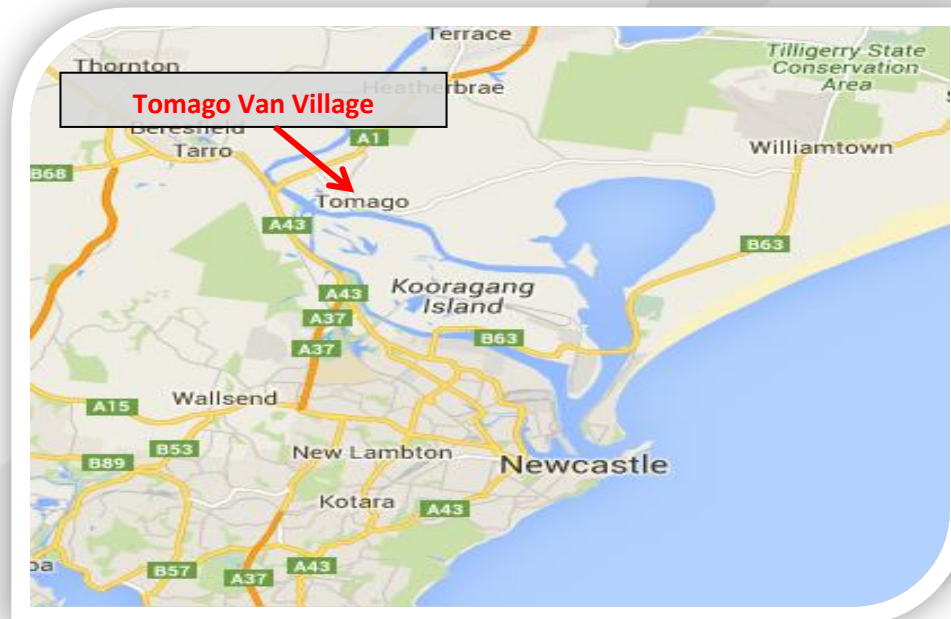 Terrace
Tilligerry State
Conservation
Area
Thornton
Heatherbrae
Tomago Van Village
Beresfield
A1
Tarro
Williamtown
B68
Tomago
A43
B63
Kooragang
Island
A43
A37
B63
A37
Wallsend
A15
B53
New Lambton
B89
Newcastle
Kotara
A43
B57
A43
A37